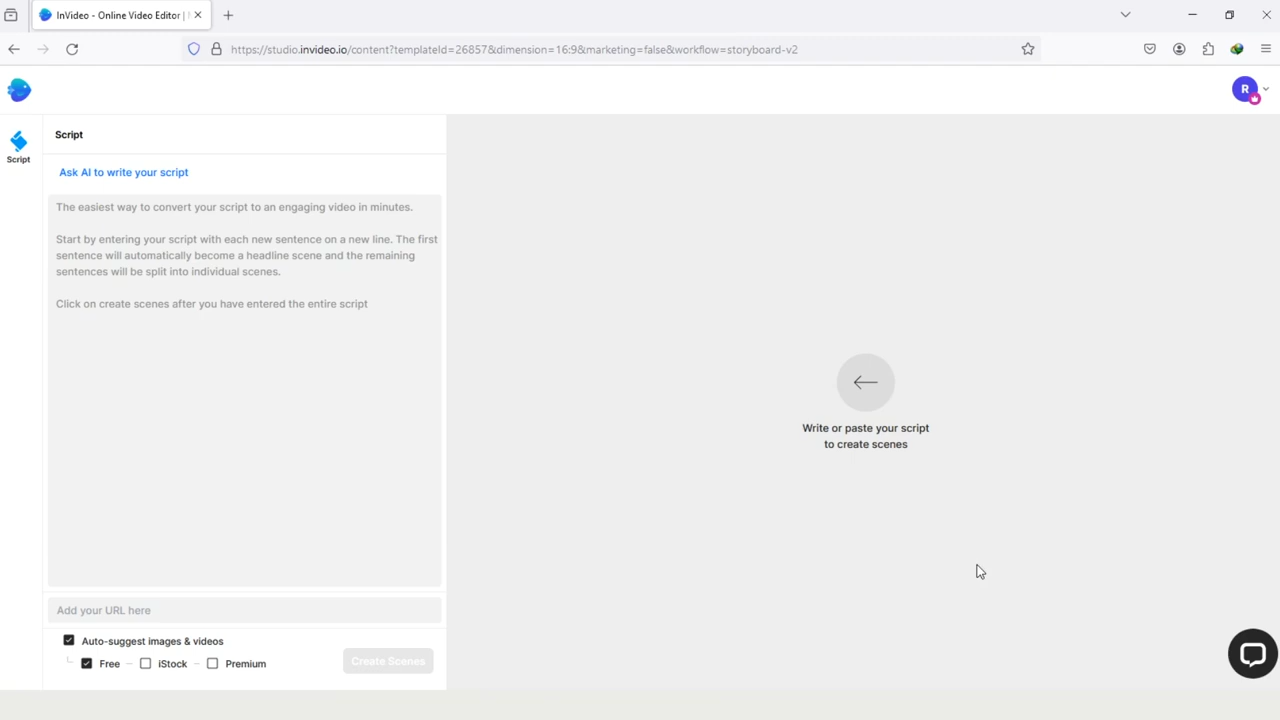 InVideo - Online Video Editor |
https://studio.invideo.io/content?templateId=26857&dimension=16:9&marketing=false&workflow=storyboard-v2
R
Script
Script
Ask AI to write your script
The easiest way to convert your script to an engaging video in minutes.
Start by entering your script with each new sentence on a new line. The first
sentence will automatically become a headline scene and the remaining
sentences will be split into individual scenes.
Click on create scenes after you have entered the entire script
Write or paste your script
to create scenes
Add your URL here
Auto-suggest images & videos
Free
iStock
Premium
Create Scenes